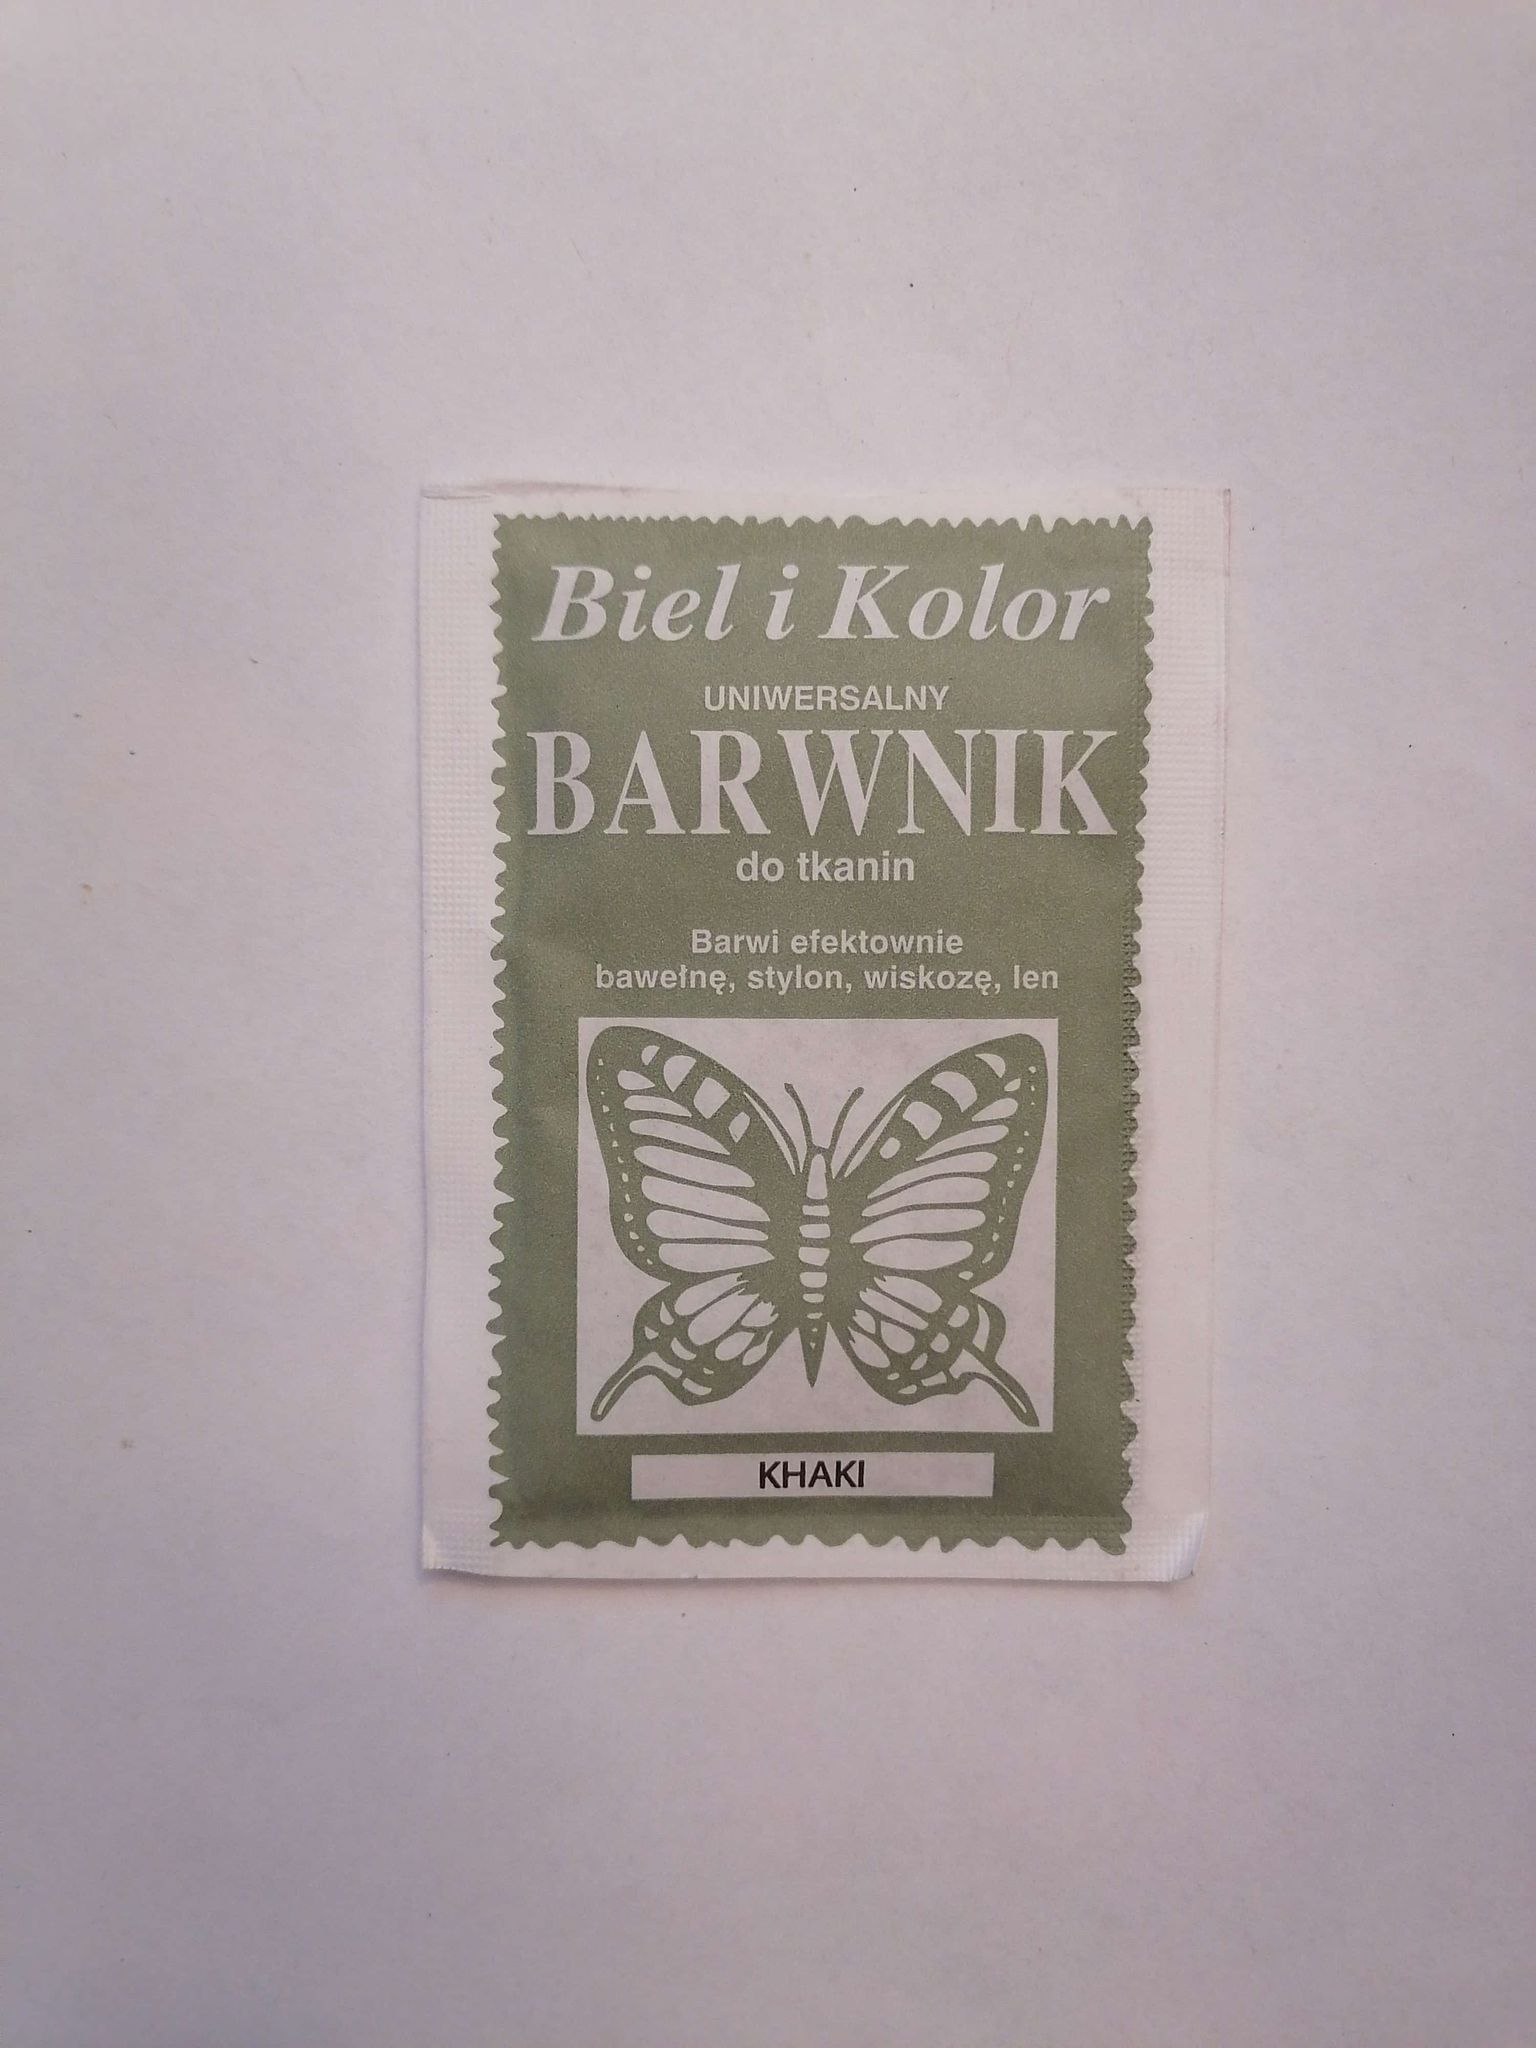 Biel i Kolor
UNIWERSALNY
BARWNIK
do tkanin
Barwi efektownie
bawełnę, stylon, wiskozę, len
KHAKI